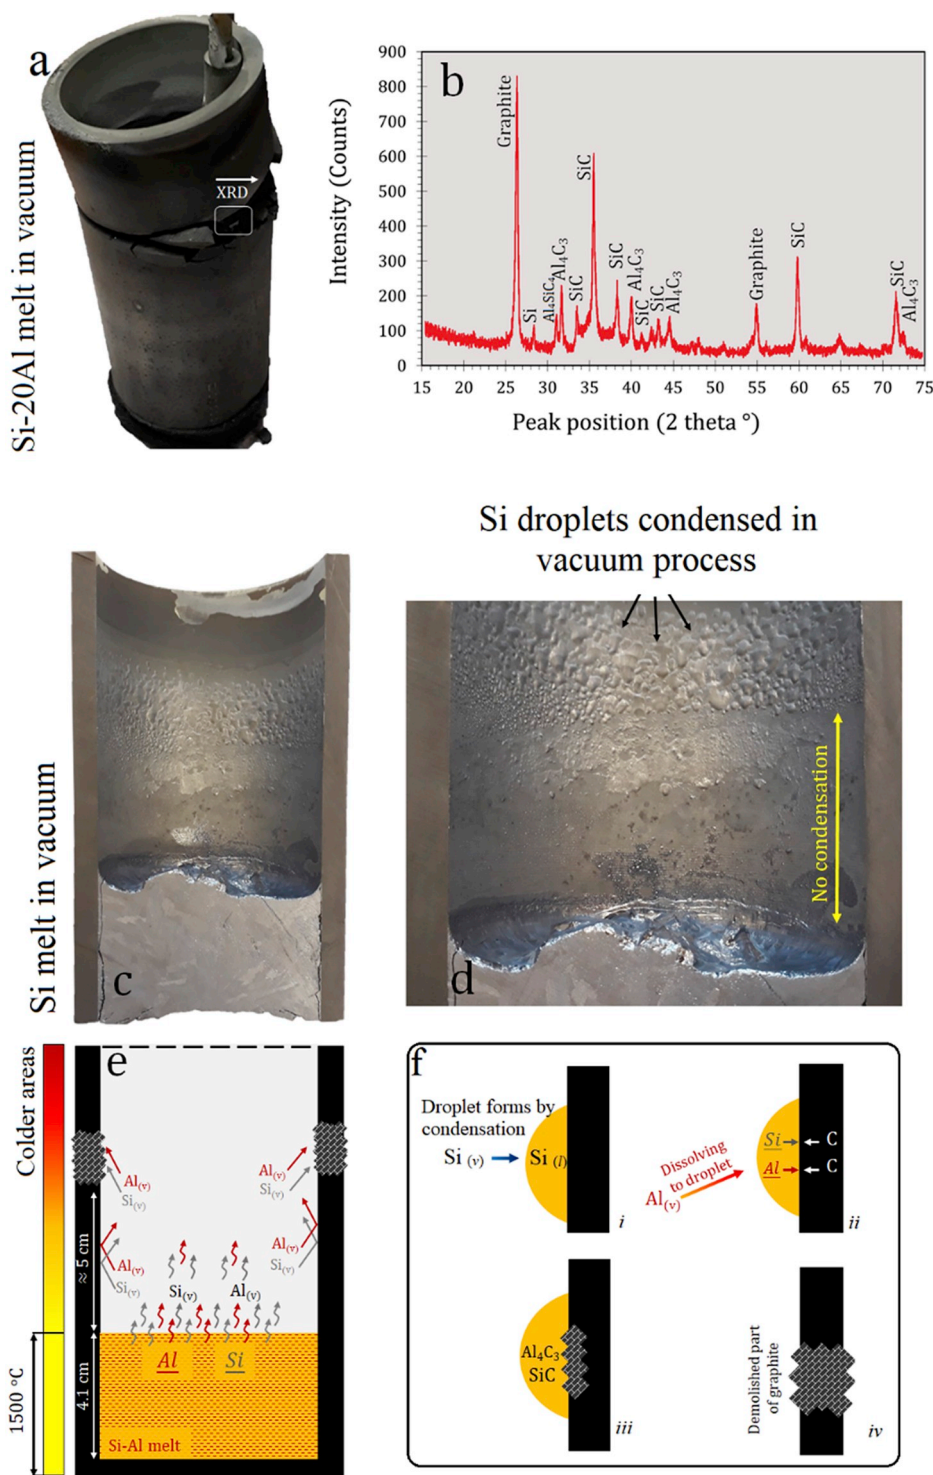 a
Si-20Al melt in vacuum
XRD
b
Intensity (Counts)
900
800
700
600
500
400
300
200
100
0
Graphite
Si
Al₄SiC₄
Al₄C₃
SiC
SiC
SiC
Al₄C₃
SiC
SiC
Al₄C₃
Graphite
SiC
SiC
Al₄C₃
15 20 25 30 35 40 45 50 55 60 65 70 75
Peak position (2 theta °)
Si droplets condensed in
vacuum process
Si melt in vacuum
c
No condensation
d
Colder areas
1500 °C
e
Al(v)
Si(v)
Al(v)
Si(v)
≈ 5 cm
Al(v)
Si(v)
Al(v)
Si(v)
Si(v)
Al(v)
4.1 cm
Al
Si
Si-Al melt
f
Droplet forms by
condensation
Si (v)
Si (l)
i
Dissolving
to droplet
Al(v)
Si
C
Al
C
ii
Al₄C₃
SiC
iii
Demolished part
of graphite
iv